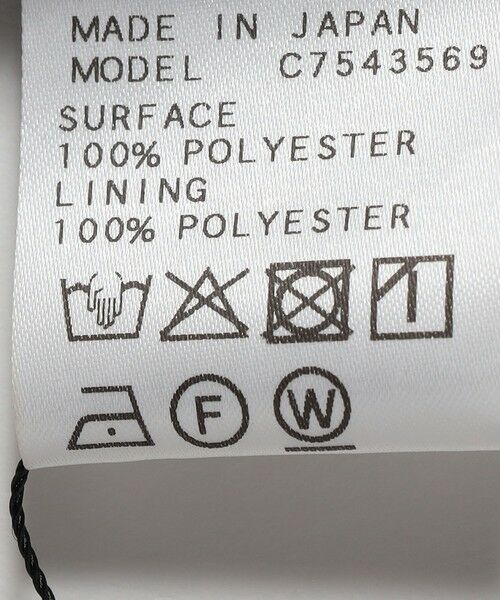 MADE IN JAPAN
MODEL C7543569
SURFACE
100% POLYESTER
LINING
100% POLYESTER
F W